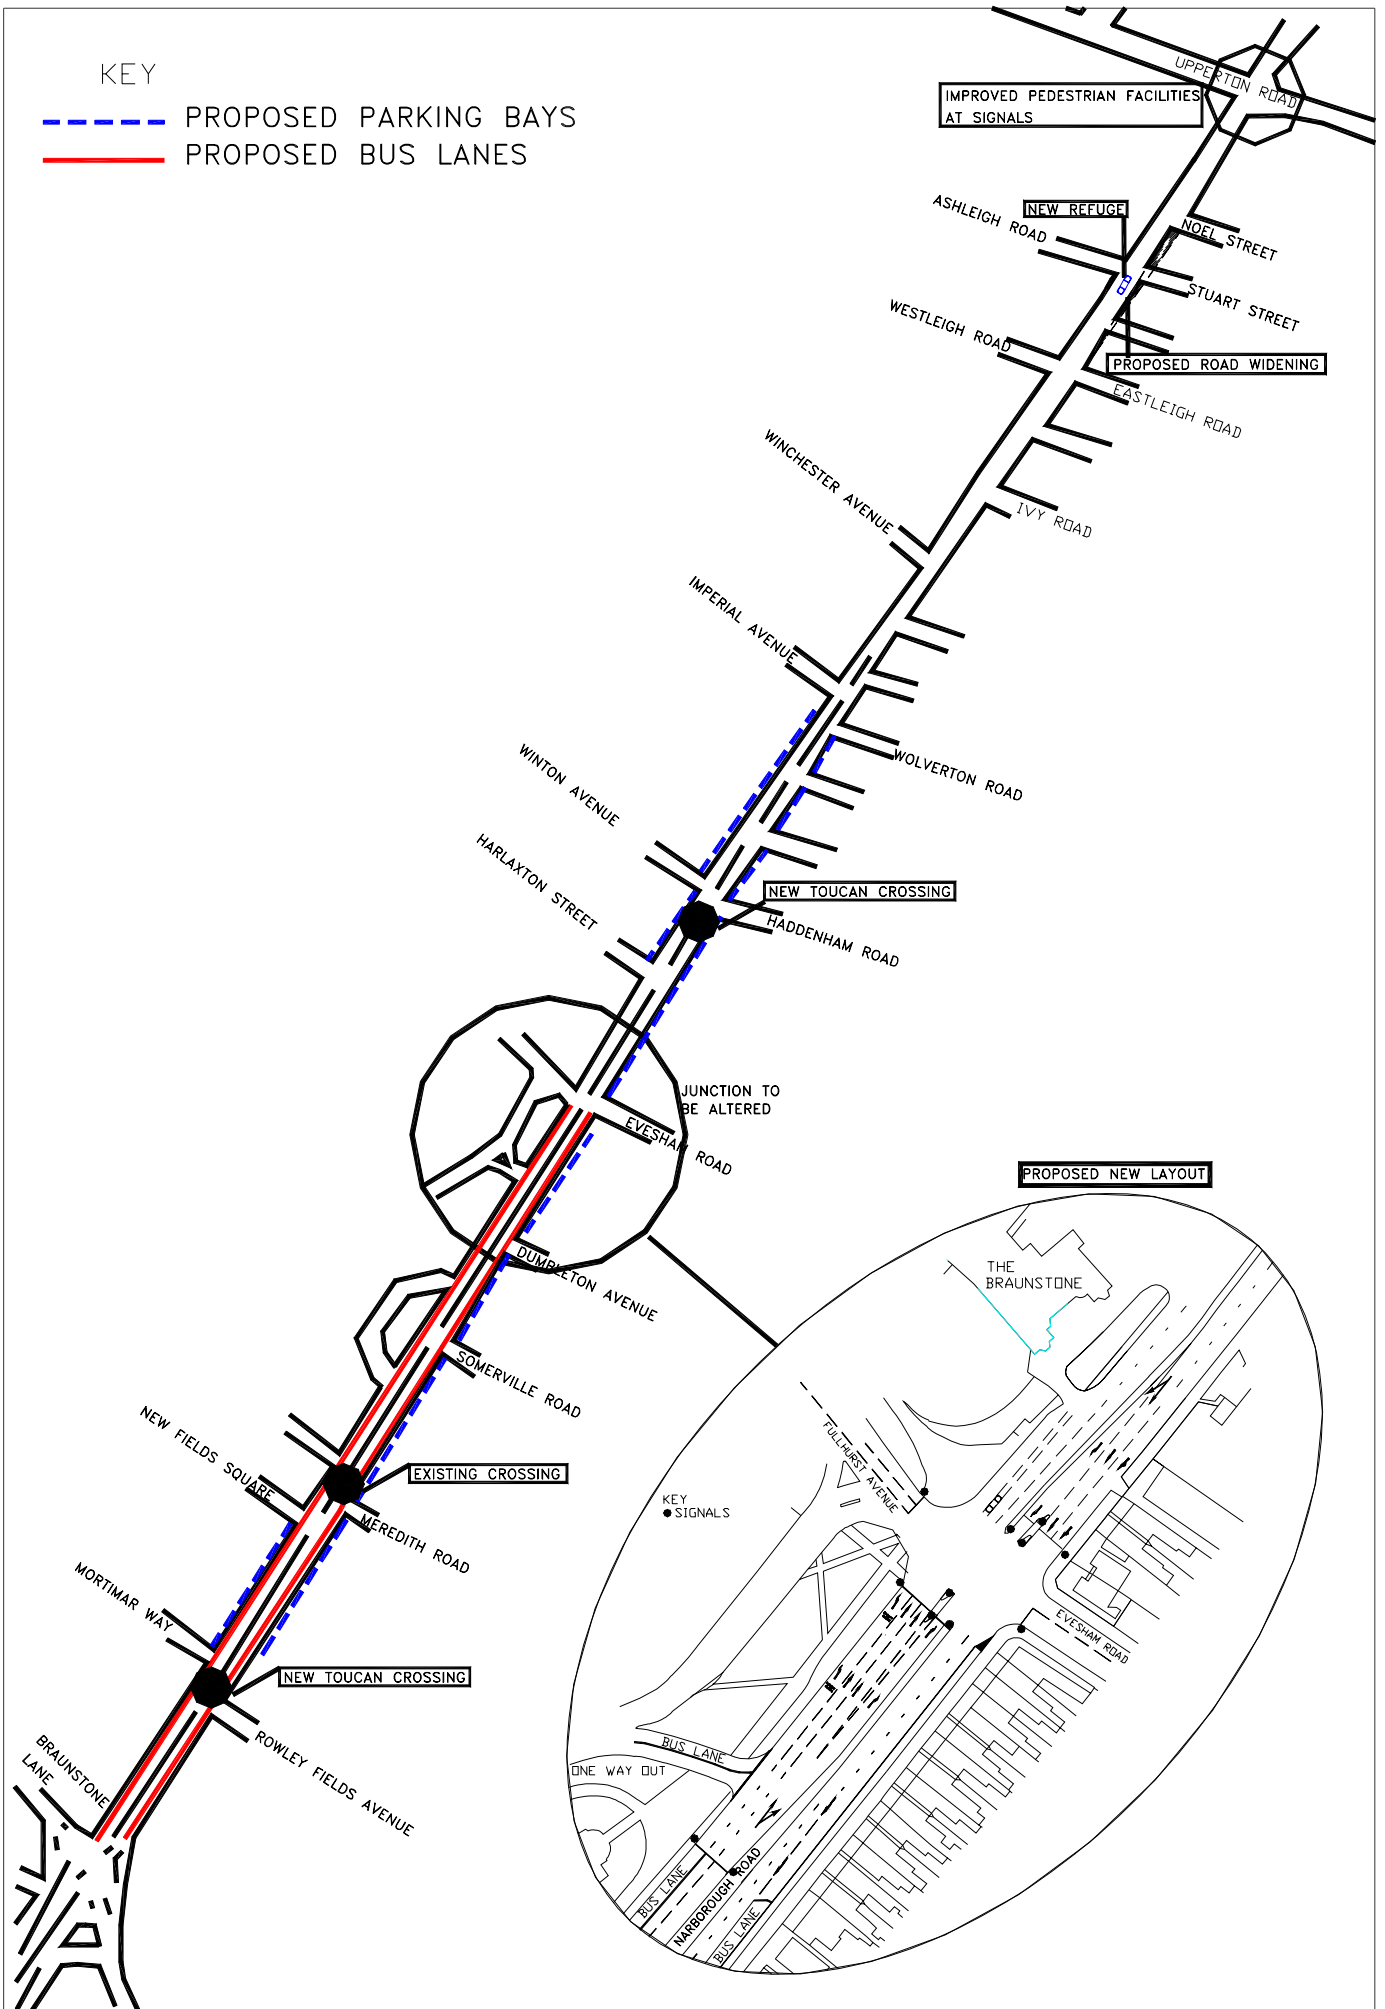 KEY
PROPOSED PARKING BAYS
PROPOSED BUS LANES
UPPERTON ROAD
IMPROVED PEDESTRIAN FACILITIES
AT SIGNALS
ASHLEIGH ROAD
NEW REFUGE
NOEL STREET
STUART STREET
WESTLEIGH ROAD
PROPOSED ROAD WIDENING
EASTLEIGH ROAD
WINCHESTER AVENUE
IVY ROAD
IMPERIAL AVENUE
WOLVERTON ROAD
WINTON AVENUE
HARLAXTON STREET
NEW TOUCAN CROSSING
HADDENHAM ROAD
JUNCTION TO
BE ALTERED
EVESHAM ROAD
PROPOSED NEW LAYOUT
DUMBLETON AVENUE
THE
BRAUNSTONE
SOMERVILLE ROAD
NEW FIELDS SQUARE
EXISTING CROSSING
FULLHURST AVENUE
KEY
SIGNALS
MEREDITH ROAD
MORTIMAR WAY
EVESHAM ROAD
NEW TOUCAN CROSSING
BRAUNSTONE
LANE
ROWLEY FIELDS AVENUE
BUS LANE
ONE WAY OUT
BUS LANE
NARBOROUGH ROAD
BUS LANE